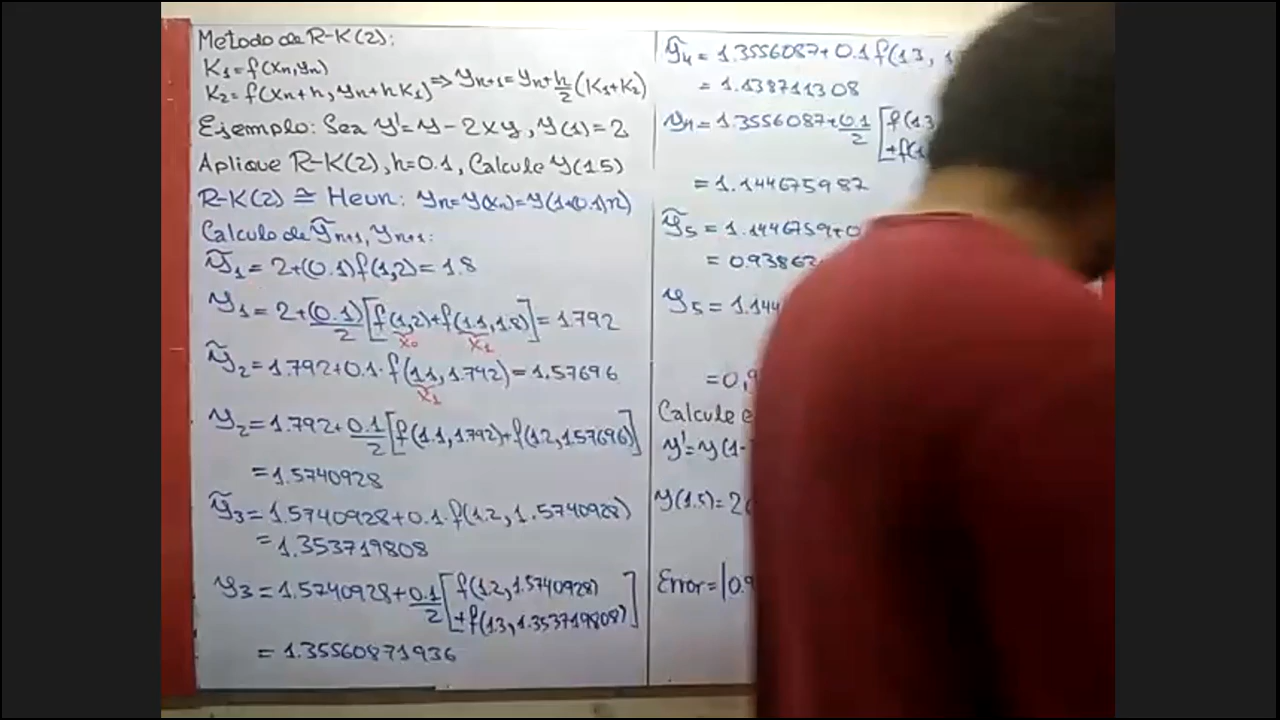 Metodo de R-K(2):
K1 = f(xn,yn)
K2 = f(xn+h, yn+hK1) ⇒ yn+1 = yn + h/2 (K1+K2)
Ejemplo: Sea y' = y - 2xy, y(1) = 2
Aplique R-K(2), h=0.1, Calcule y(1.5)
R-K(2) ≅ Heun: yn = y(xn) = y(1+(0.1)n)
Calculo de ỹn+1, yn+1:
ỹ1 = 2+(0.1)f(1,2) = 1.8
y1 = 2 + (0.1)/2 [f(1,2)+f(1.1,1.8)] = 1.792
x0 x1
ỹ2 = 1.792+0.1·f(1.1, 1.792) = 1.57696
x1
y2 = 1.792 + 0.1/2 [f(1.1,1.792)+f(1.2,1.57696)]
= 1.5740928
ỹ3 = 1.5740928+0.1·f(1.2, 1.5740928)
= 1.353719808
y3 = 1.5740928 + 0.1/2 [f(1.2,1.5740928)
+f(1.3,1.353719808)]
= 1.35560871936
ỹ4 = 1.3556087+0.1f(1.3,
= 1.138711308
y4 = 1.3556087 + 0.1/2 [f(1.3
+f(1.
= 1.144675987
ỹ5 = 1.1446759+0
= 0.93862
y5 = 1.144
= 0,9
Calcule e
y' = y(1-
y(1.5) = 2
Error = |0.9